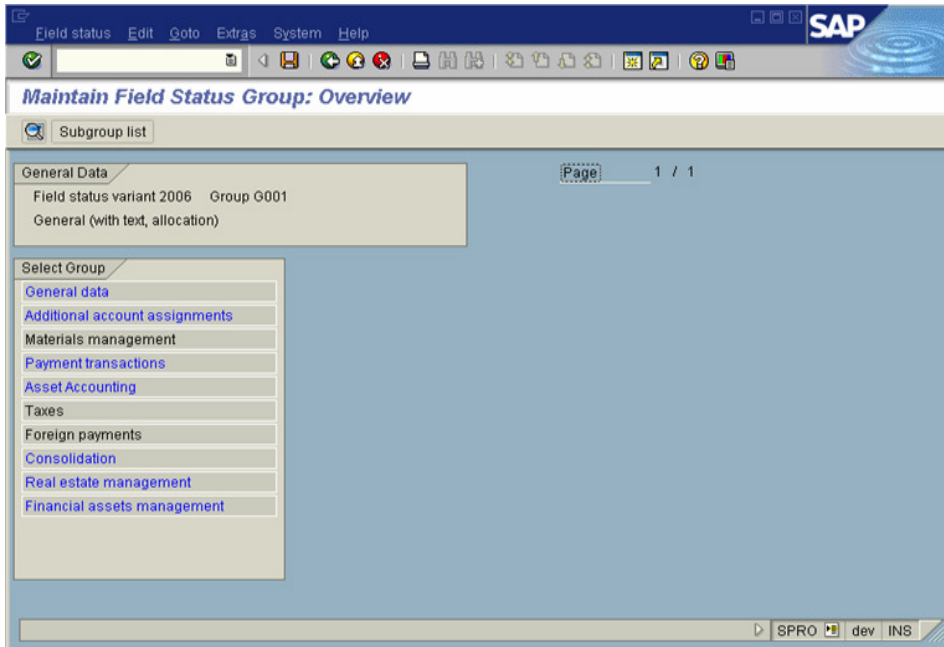 Field status Edit Goto Extras System Help
SAP
Maintain Field Status Group: Overview
Subgroup list
General Data
Page 1 / 1
Field status variant 2006 Group G001
General (with text, allocation)
Select Group
General data
Additional account assignments
Materials management
Payment transactions
Asset Accounting
Taxes
Foreign payments
Consolidation
Real estate management
Financial assets management
SPRO dev INS